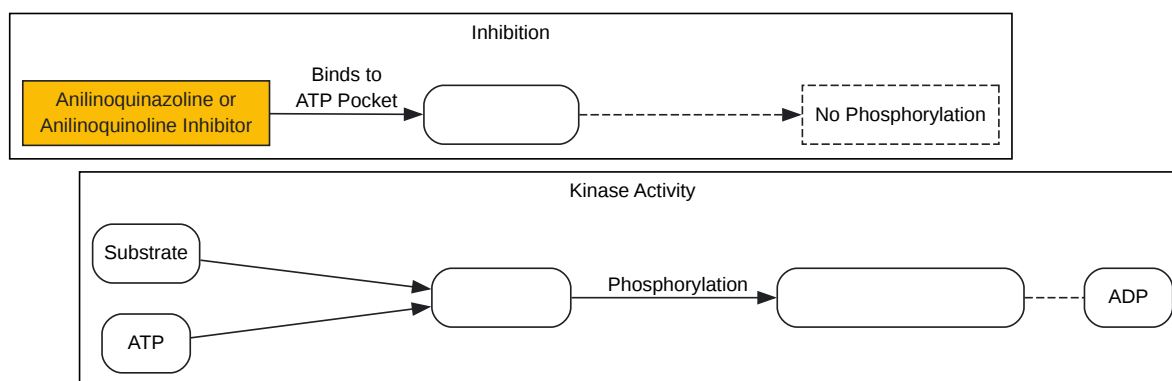 Inhibition
Anilinoquinazoline or
Anilinoquinoline Inhibitor
Binds to
ATP Pocket
No Phosphorylation
Kinase Activity
Substrate
ATP
Phosphorylation
ADP